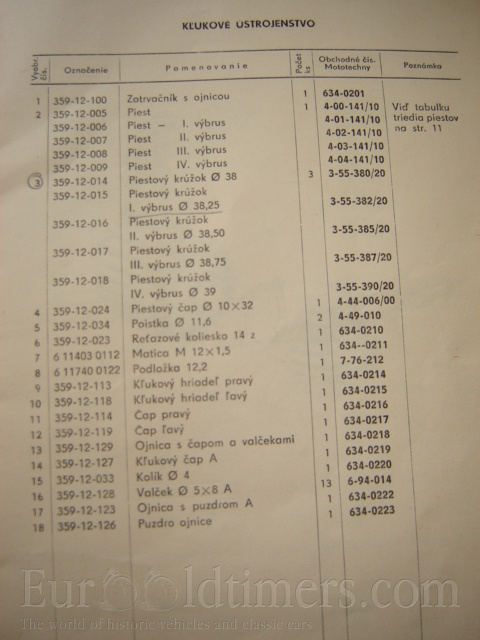 KĽUKOVÉ ÚSTROJENSTVO
Vyobr. čís. Označenie Pomenovanie Počet ks Obchodné čís. Mototechny Poznámka
1 359-12-100 Zotrvačník s ojnicou 1 634-0201
2 359-12-005 Piest 1 4-00-141/10 Viď tabuľku
359-12-006 Piest — I. výbrus 4-01-141/10 triedia piestov
359-12-007 Piest II. výbrus 4-02-141/10 na str. 11
359-12-008 Piest III. výbrus 4-03-141/10
359-12-009 Piest IV. výbrus 4-04-141/10
3 359-12-014 Piestový krúžok Ø 38 3 3-55-380/20
359-12-015 Piestový krúžok
I. výbrus Ø 38,25 3-55-382/20
359-12-016 Piestový krúžok
II. výbrus Ø 38,50 3-55-385/20
359-12-017 Piestový krúžok
III. výbrus Ø 38,75 3-55-387/20
359-12-018 Piestový krúžok
IV. výbrus Ø 39 3-55-390/20
4 359-12-024 Piestový čap Ø 10×32 1 4-44-006/00
5 359-12-034 Poistka Ø 11,6 2 4-49-010
6 359-12-023 Reťazové koliesko 14 z 1 634-0210
7 6 11403 0112 Matica M 12×1,5 1 634--0211
8 6 11740 0122 Podložka 12,2 1 7-76-212
9 359-12-113 Kľukový hriadeľ pravý 1 634-0214
10 359-12-118 Kľukový hriadeľ ľavý 1 634-0215
11 359-12-114 Čap pravý 1 634-0216
12 359-12-119 Čap ľavý 1 634-0217
13 359-12-129 Ojnica s čapom a valčekami 1 634-0218
14 359-12-127 Kľukový čap A 1 634-0219
15 359-12-033 Kolík Ø 4 1 634-0220
16 359-12-128 Valček Ø 5×8 A 13 6-94-014
17 359-12-123 Ojnica s puzdrom A 1 634-0222
18 359-12-126 Puzdro ojnice 1 634-0223
EuroOldtimers.com
The world of historic vehicles and classic cars